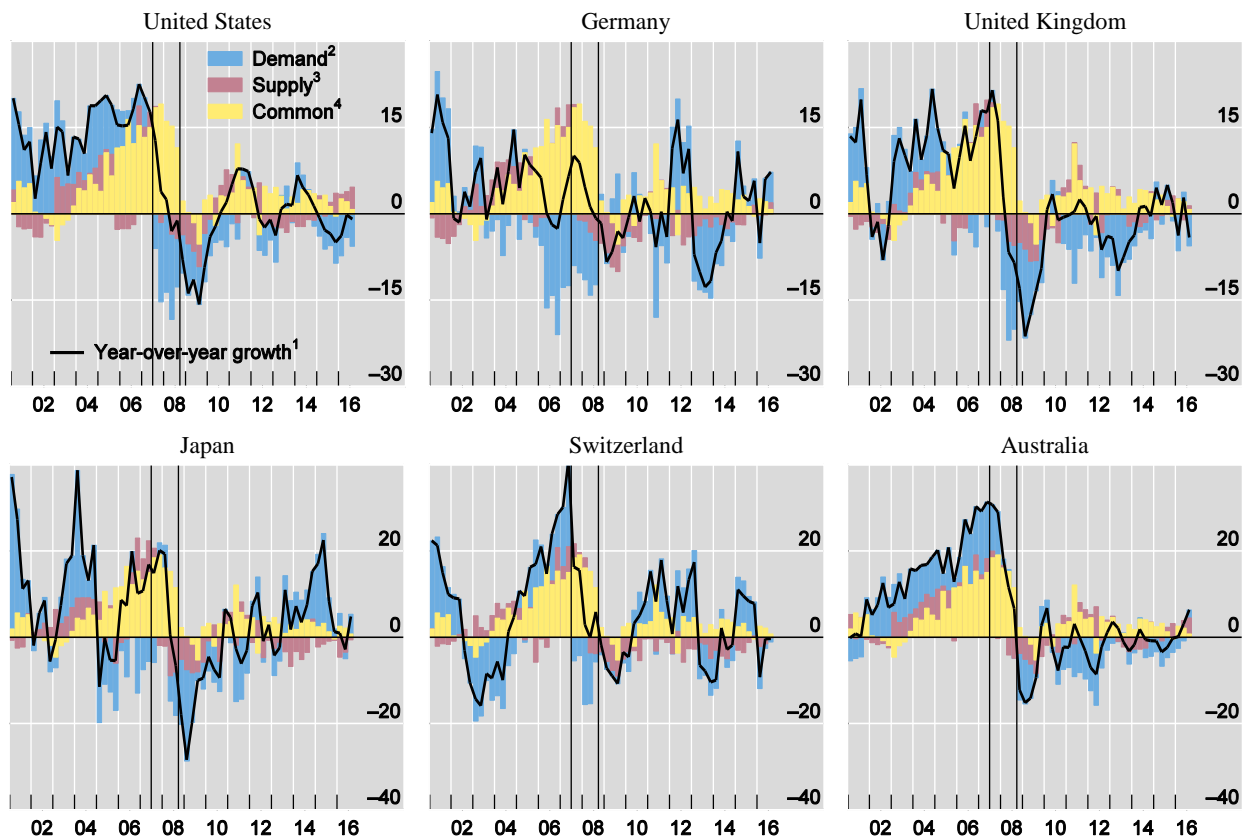 United States
Germany
United Kingdom
Demand2
Supply3
Common4
Year-over-year growth1
15
0
–15
–30
02 04 06 08 10 12 14 16
15
0
–15
–30
02 04 06 08 10 12 14 16
15
0
–15
–30
02 04 06 08 10 12 14 16
Japan
Switzerland
Australia
20
0
–20
–40
02 04 06 08 10 12 14 16
20
0
–20
–40
02 04 06 08 10 12 14 16
20
0
–20
–40
02 04 06 08 10 12 14 16